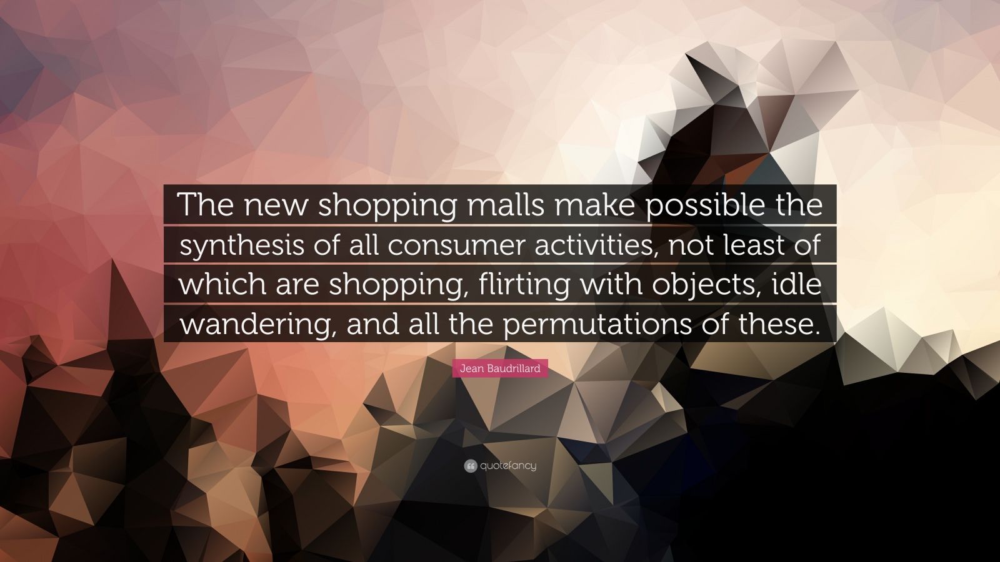 The new shopping malls make possible the
synthesis of all consumer activities, not least of
which are shopping, flirting with objects, idle
wandering, and all the permutations of these.
Jean Baudrillard
quotefancy